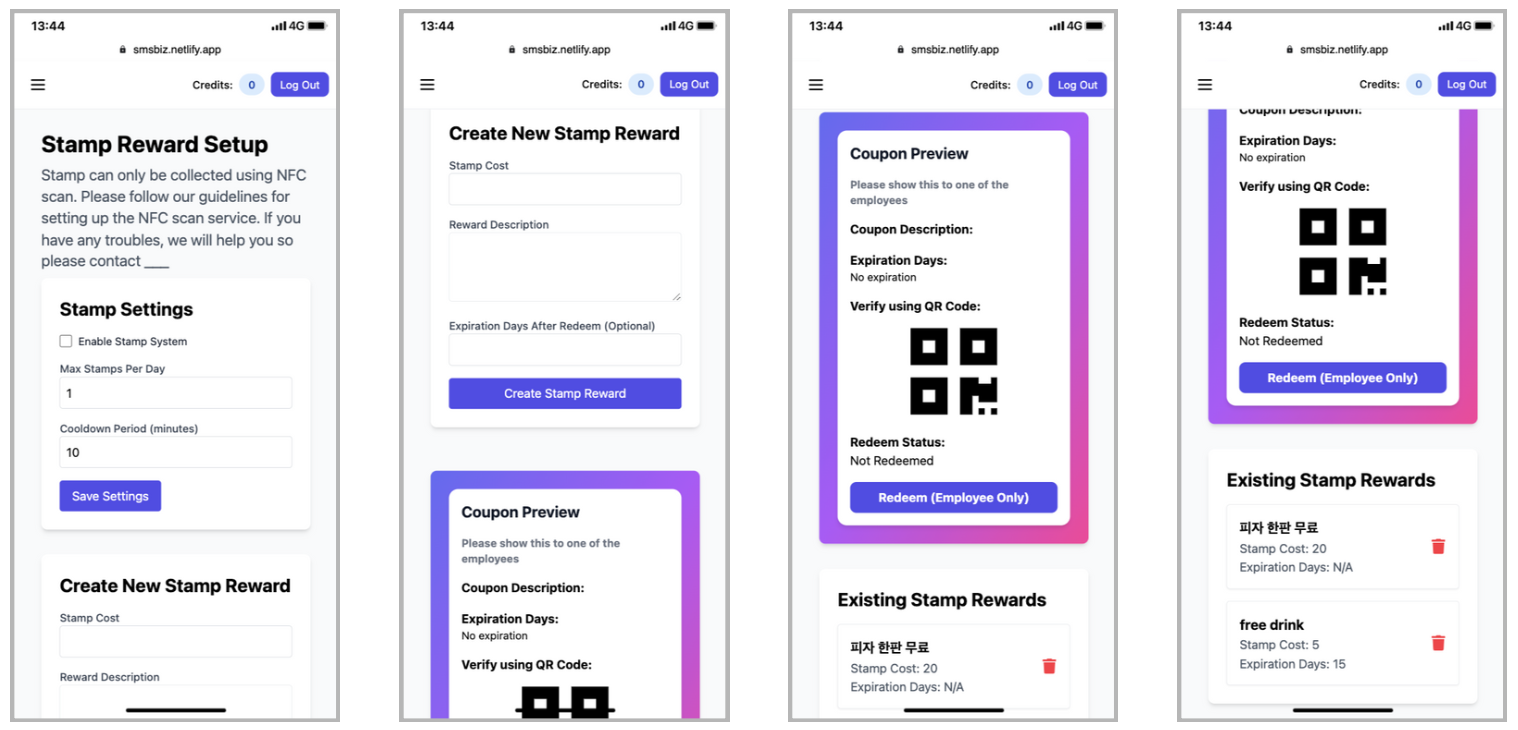 13:44
4G
smsbiz.netlify.app
Credits: 0 Log Out
Stamp Reward Setup
Stamp can only be collected using NFC
scan. Please follow our guidelines for
setting up the NFC scan service. If you
have any troubles, we will help you so
please contact ___
Stamp Settings
Enable Stamp System
Max Stamps Per Day
1
Cooldown Period (minutes)
10
Save Settings
Create New Stamp Reward
Stamp Cost
Reward Description
13:44
4G
smsbiz.netlify.app
Credits: 0 Log Out
Create New Stamp Reward
Stamp Cost
Reward Description
Expiration Days After Redeem (Optional)
Create Stamp Reward
Coupon Preview
Please show this to one of the
employees
Coupon Description:
Expiration Days:
No expiration
Verify using QR Code:
13:44
4G
smsbiz.netlify.app
Credits: 0 Log Out
Coupon Preview
Please show this to one of the
employees
Coupon Description:
Expiration Days:
No expiration
Verify using QR Code:
Redeem Status:
Not Redeemed
Redeem (Employee Only)
Existing Stamp Rewards
피자 한판 무료
Stamp Cost: 20
Expiration Days: N/A
13:44
4G
smsbiz.netlify.app
Credits: 0 Log Out
Coupon Description:
Expiration Days:
No expiration
Verify using QR Code:
Redeem Status:
Not Redeemed
Redeem (Employee Only)
Existing Stamp Rewards
피자 한판 무료
Stamp Cost: 20
Expiration Days: N/A
free drink
Stamp Cost: 5
Expiration Days: 15